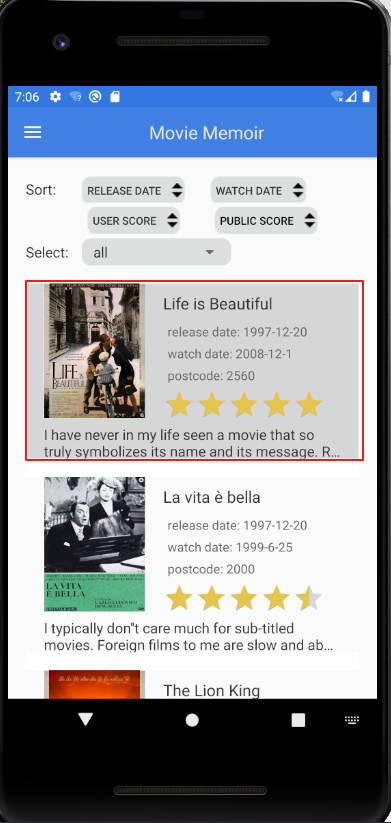 7:06
Movie Memoir
Sort:
RELEASE DATE
WATCH DATE
USER SCORE
PUBLIC SCORE
Select:
all
LIFE IS BEAUTIFUL
Life is Beautiful
release date: 1997-12-20
watch date: 2008-12-1
postcode: 2560
I have never in my life seen a movie that so
truly symbolizes its name and its message. R...
LA VITA
È BELLA
La vita è bella
release date: 1997-12-20
watch date: 1999-6-25
postcode: 2000
I typically don"t care much for sub-titled
movies. Foreign films to me are slow and ab...
The Lion King